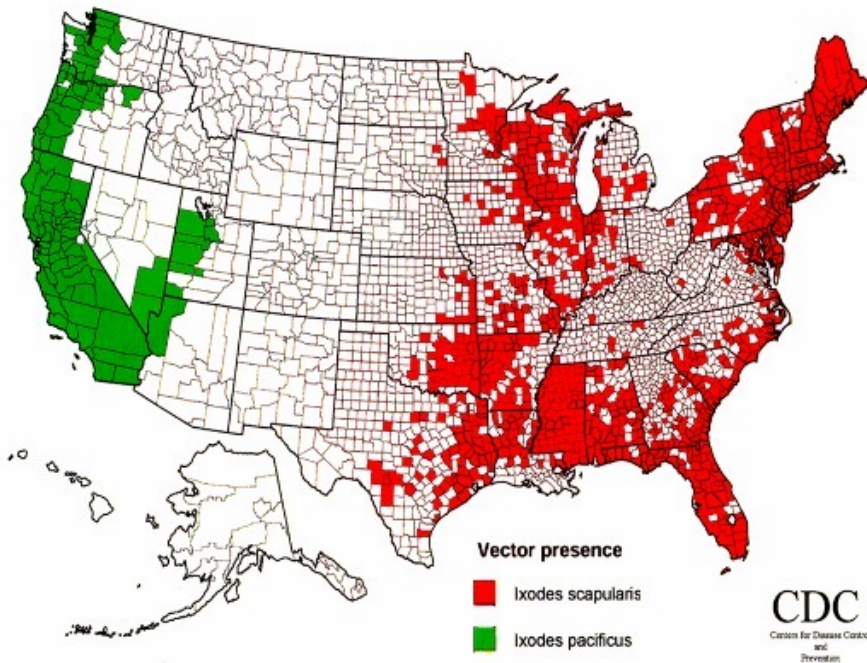 Vector presence
Ixodes scapularis
Ixodes pacificus
CDC
Centers for Disease Control
and
Prevention